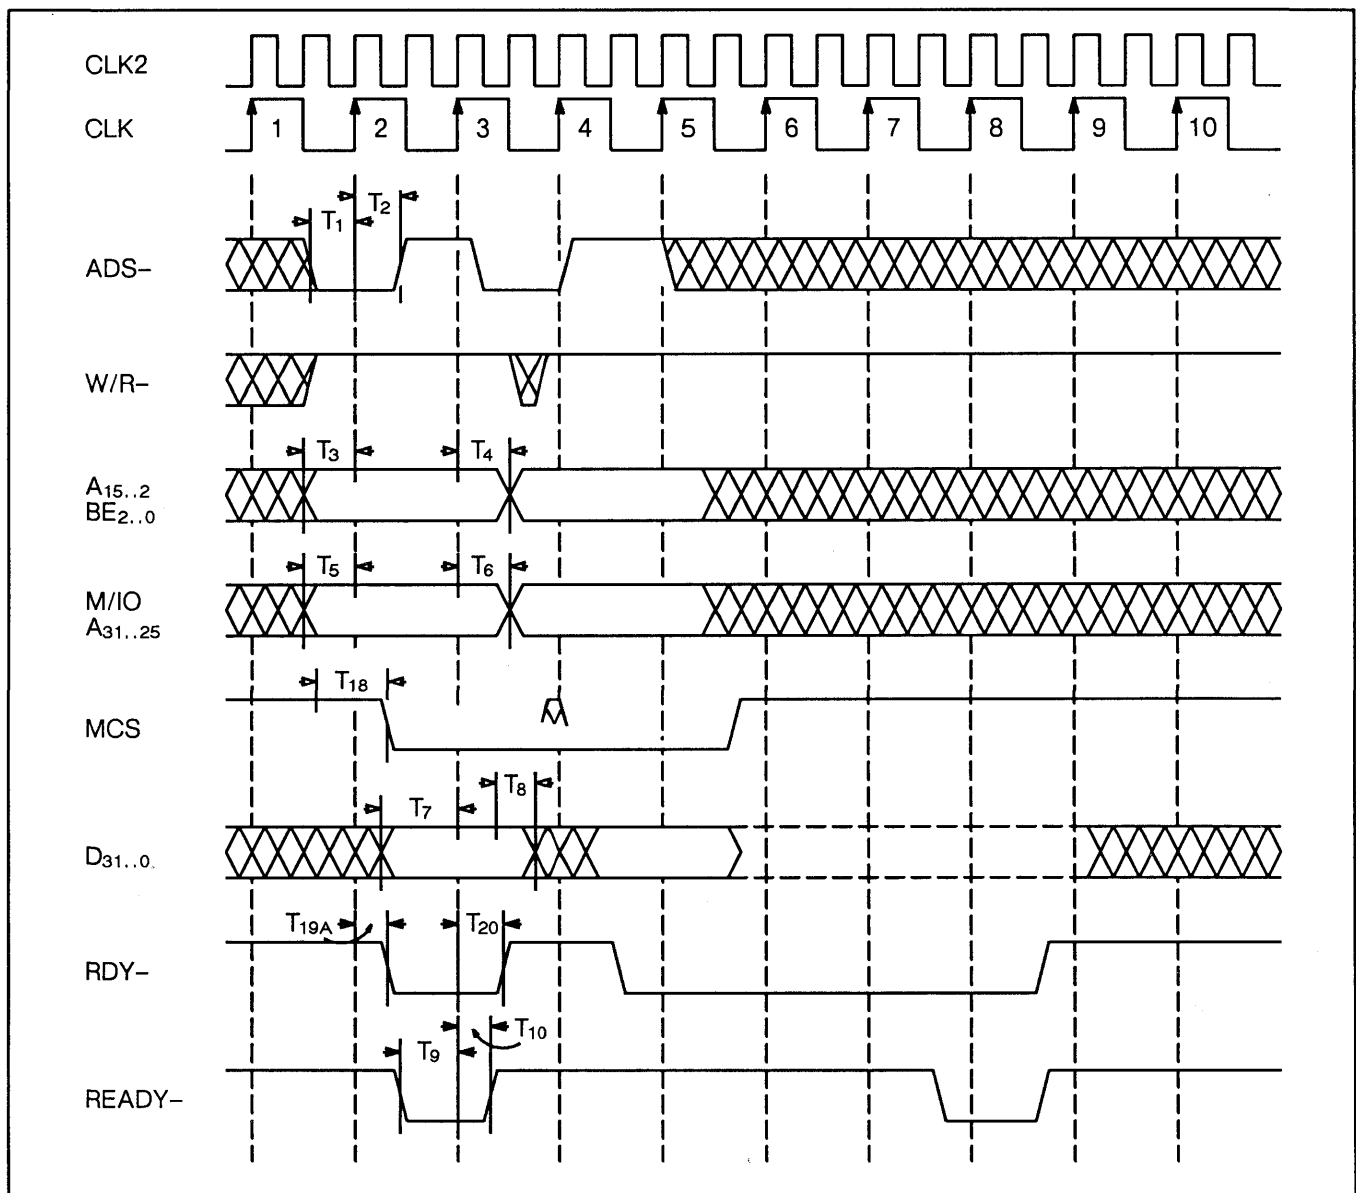 CLK2
CLK
1 2 3 4 5 6 7 8 9 10
T1 T2
ADS–
W/R–
T3 T4
A15..2
BE2..0
T5 T6
M/IO
A31..25
T18
MCS
T8
T7
D31..0
T19A T20
RDY–
T10
T9
READY–